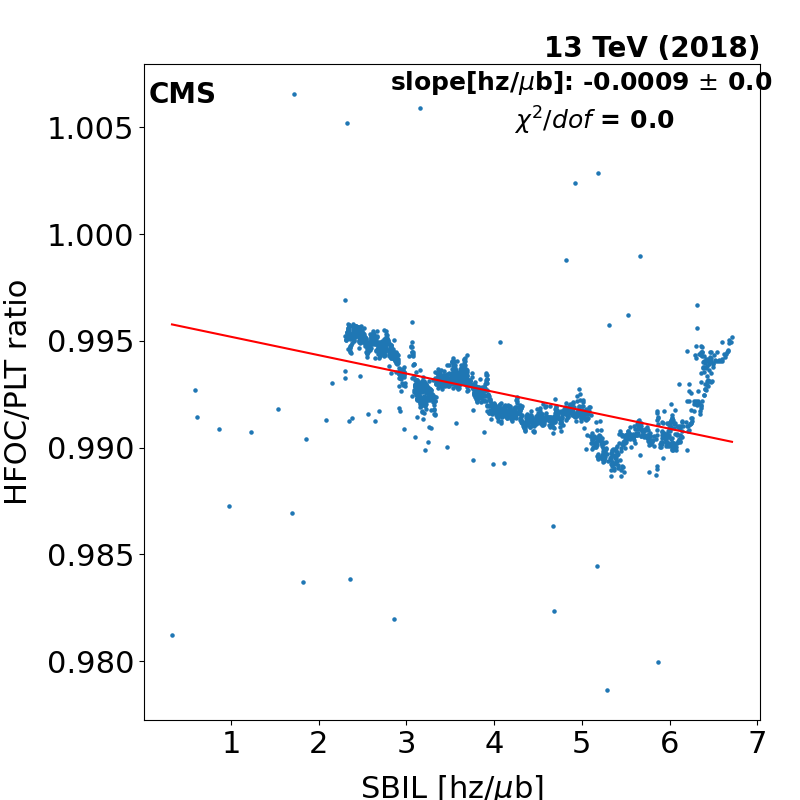 13 TeV (2018)
CMS
slope[hz/μb]: -0.0009 ± 0.0
χ²/dof = 0.0
1.005
1.000
0.995
0.990
0.985
0.980
HFOC/PLT ratio
1 2 3 4 5 6 7
SBIL [hz/μb]